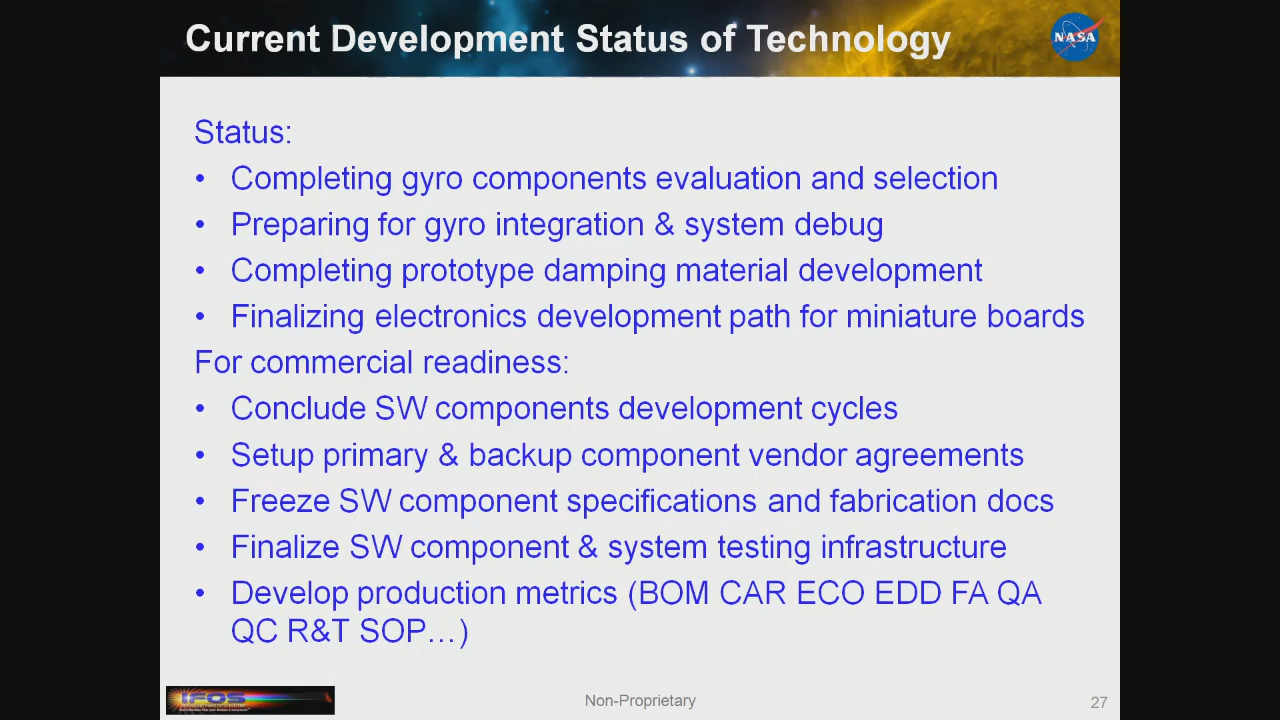 Current Development Status of Technology
NASA
Status:
• Completing gyro components evaluation and selection
• Preparing for gyro integration & system debug
• Completing prototype damping material development
• Finalizing electronics development path for miniature boards
For commercial readiness:
• Conclude SW components development cycles
• Setup primary & backup component vendor agreements
• Freeze SW component specifications and fabrication docs
• Finalize SW component & system testing infrastructure
• Develop production metrics (BOM CAR ECO EDD FA QA
QC R&T SOP…)
IFOS
Non-Proprietary
27